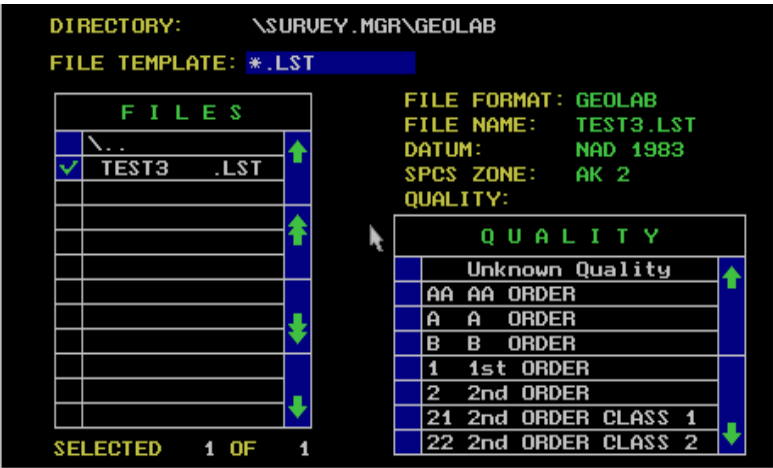 DIRECTORY: \SURVEY.MGR\GEOLAB
FILE TEMPLATE: *.LST
F I L E S
\..
TEST3 .LST
SELECTED 1 OF 1
FILE FORMAT: GEOLAB
FILE NAME: TEST3.LST
DATUM: NAD 1983
SPCS ZONE: AK 2
QUALITY:
Q U A L I T Y
Unknown Quality
AA AA ORDER
A A ORDER
B B ORDER
1 1st ORDER
2 2nd ORDER
21 2nd ORDER CLASS 1
22 2nd ORDER CLASS 2